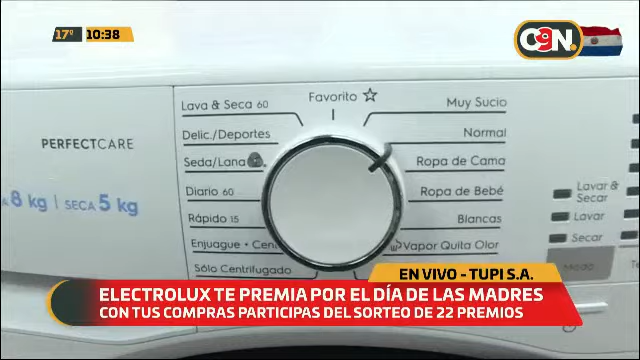 17º 10:38
C9N.
Lava & Seca 60
Favorito
Muy Sucio
Delic./Deportes
Normal
PERFECTCARE
Seda/Lana
Ropa de Cama
Diario 60
Ropa de Bebé
8 kg | SECA 5 kg
Rápido 15
Blancas
Lavar & Secar
Lavar
Enjuague + Cent
Vapor Quita Olor
Secar
Sólo Centrifugado
Modo
EN VIVO - TUPI S.A.
ELECTROLUX TE PREMIA POR EL DÍA DE LAS MADRES
CON TUS COMPRAS PARTICIPAS DEL SORTEO DE 22 PREMIOS